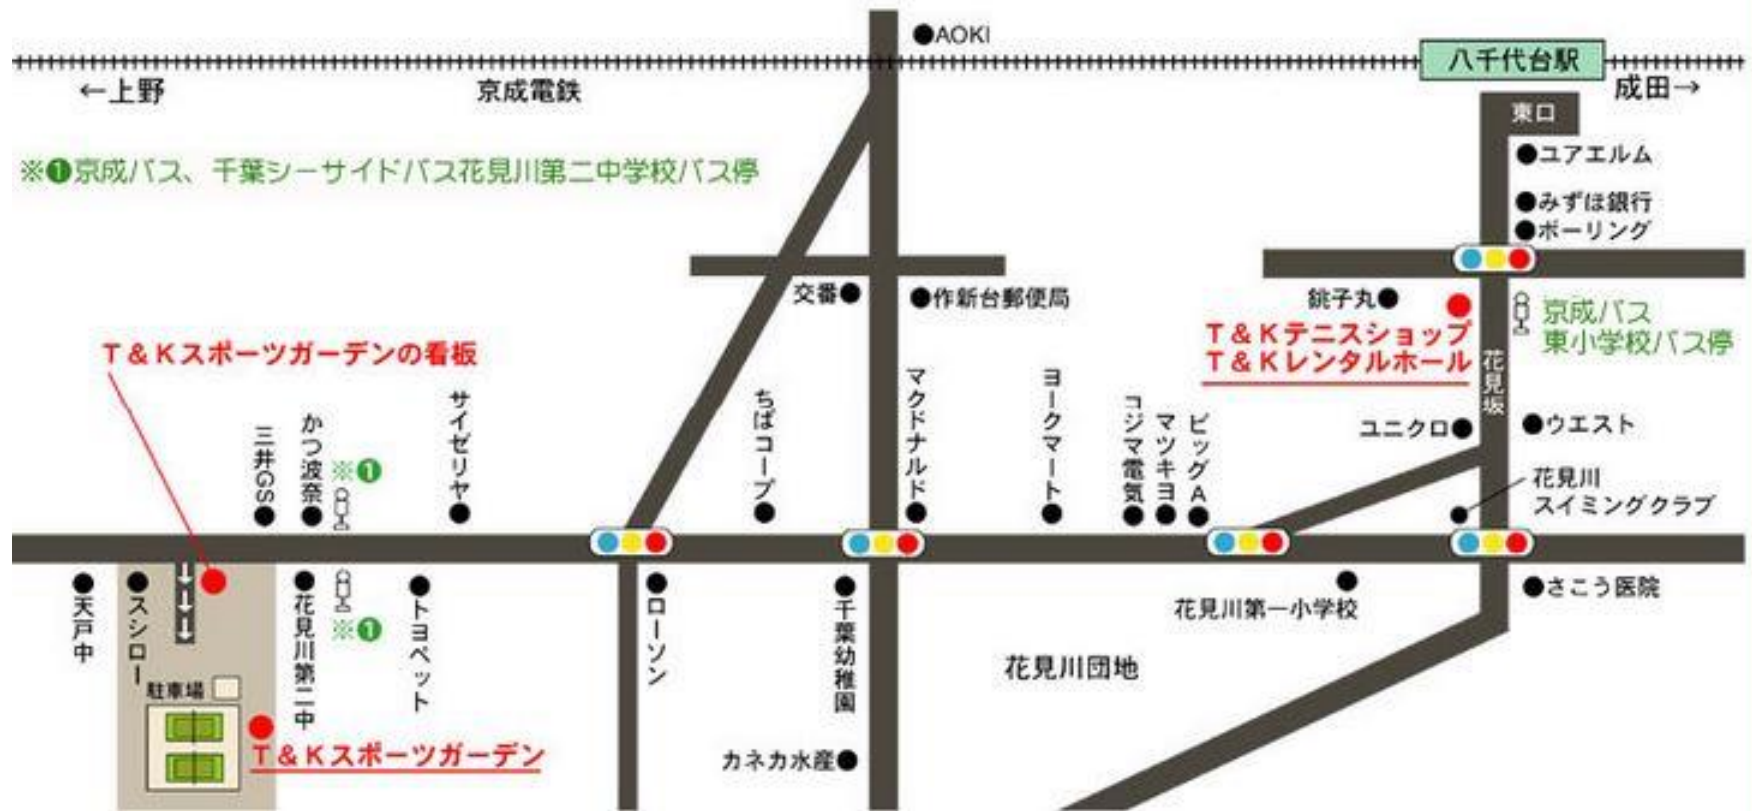 ●AOKI
八千代台駅
←上野
京成電鉄
成田→
東口
●ユアエルム
※❶京成バス、千葉シーサイドバス花見川第二中学校バス停
●みずほ銀行
●ボーリング
交番●
●作新台郵便局
銚子丸●
京成バス
東小学校バス停
T&Kテニスショップ
T&Kレンタルホール
花見坂
T&Kスポーツガーデンの看板
三井GS
かつ波奈
※❶
サイゼリヤ
ちばコープ
マクドナルド
ヨークマート
コジマ電気
マツキヨ
ビッグA
ユニクロ●
●ウエスト
花見川
スイミングクラブ
天戸中
スシロー
花見川第二中
※❶
トヨペット
ローソン
千葉幼稚園
花見川第一小学校
●さこう医院
花見川団地
駐車場
T&Kスポーツガーデン
カネカ水産●